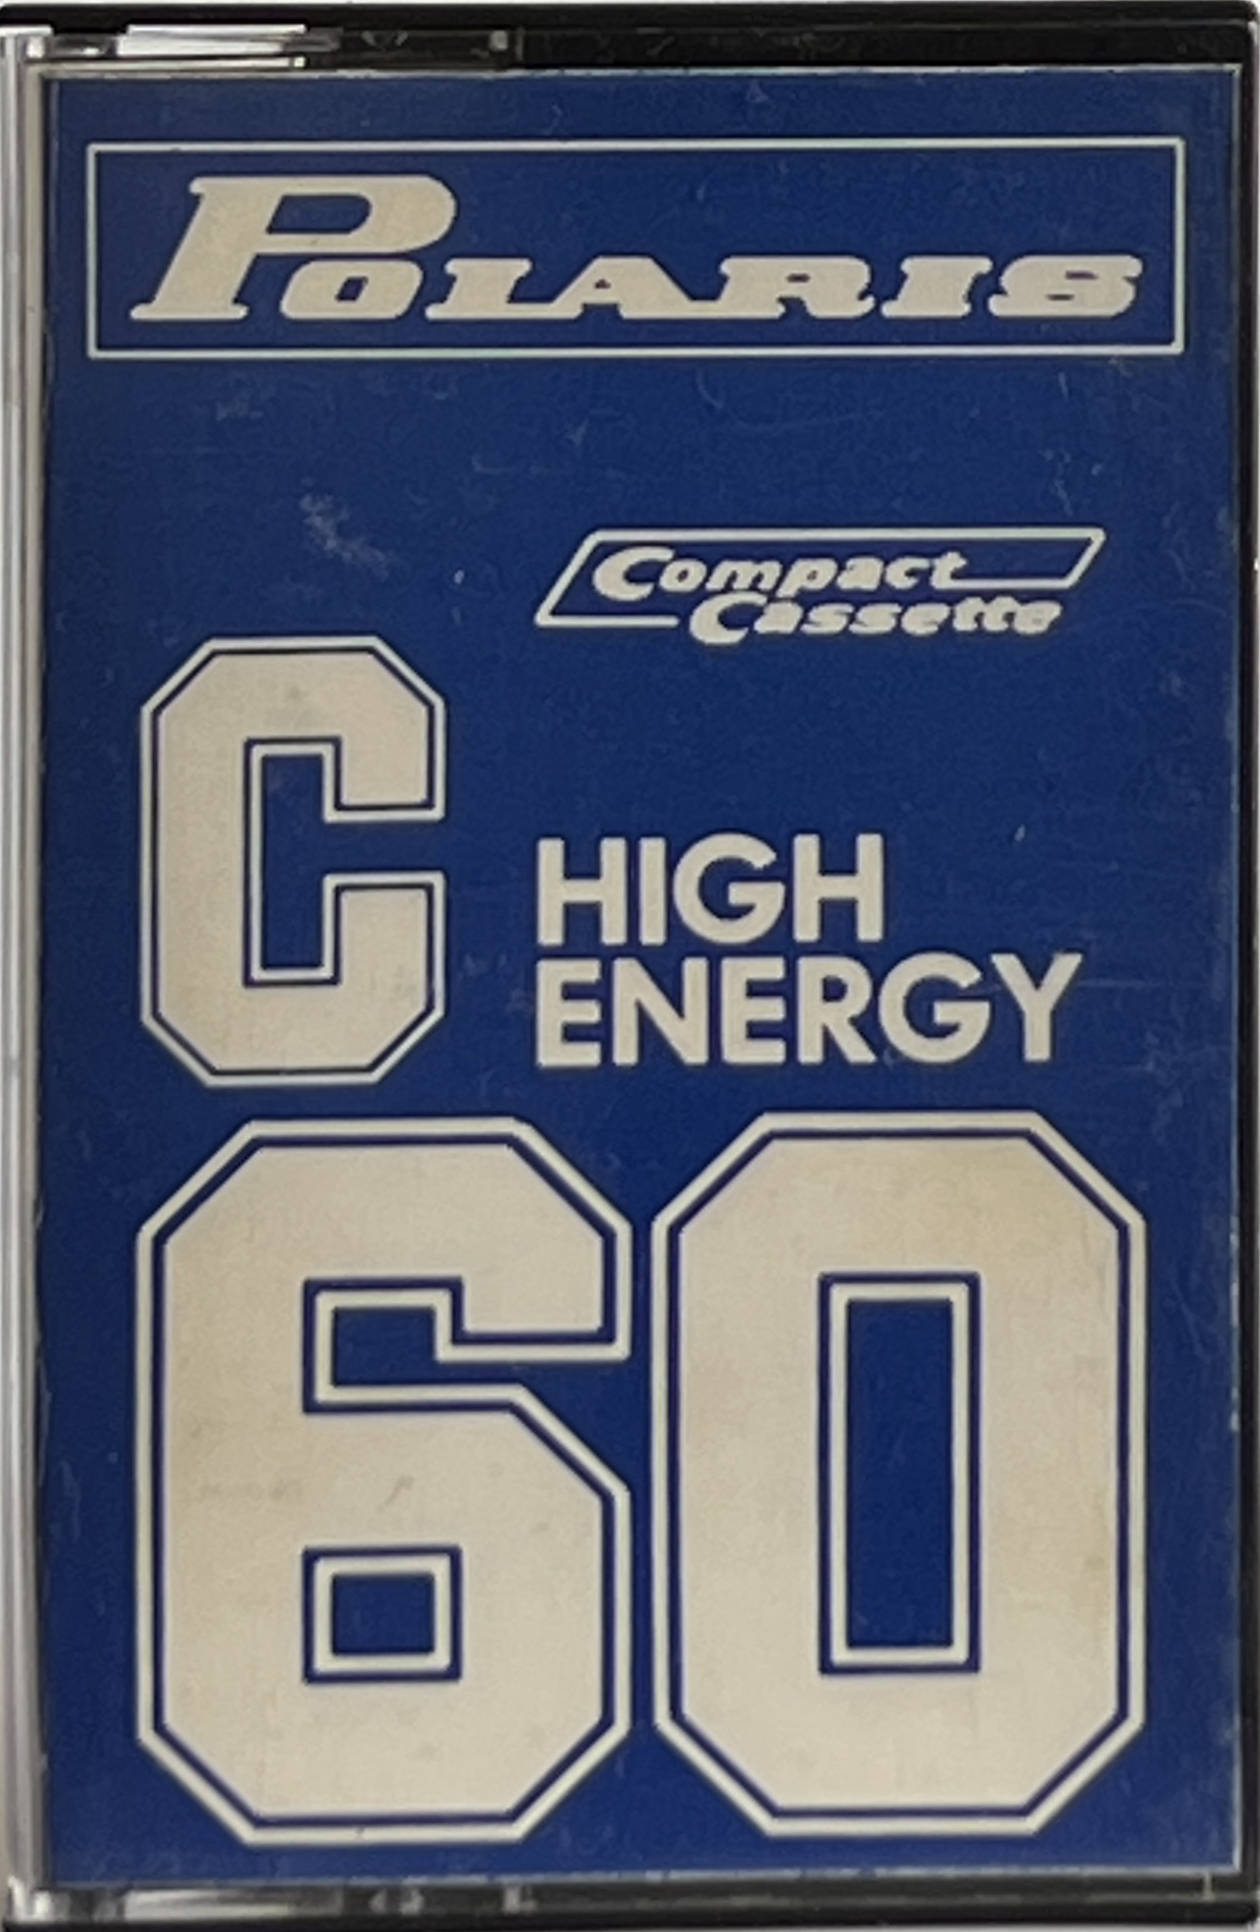 POLARIS
Compact
Cassette
C
HIGH
ENERGY
60